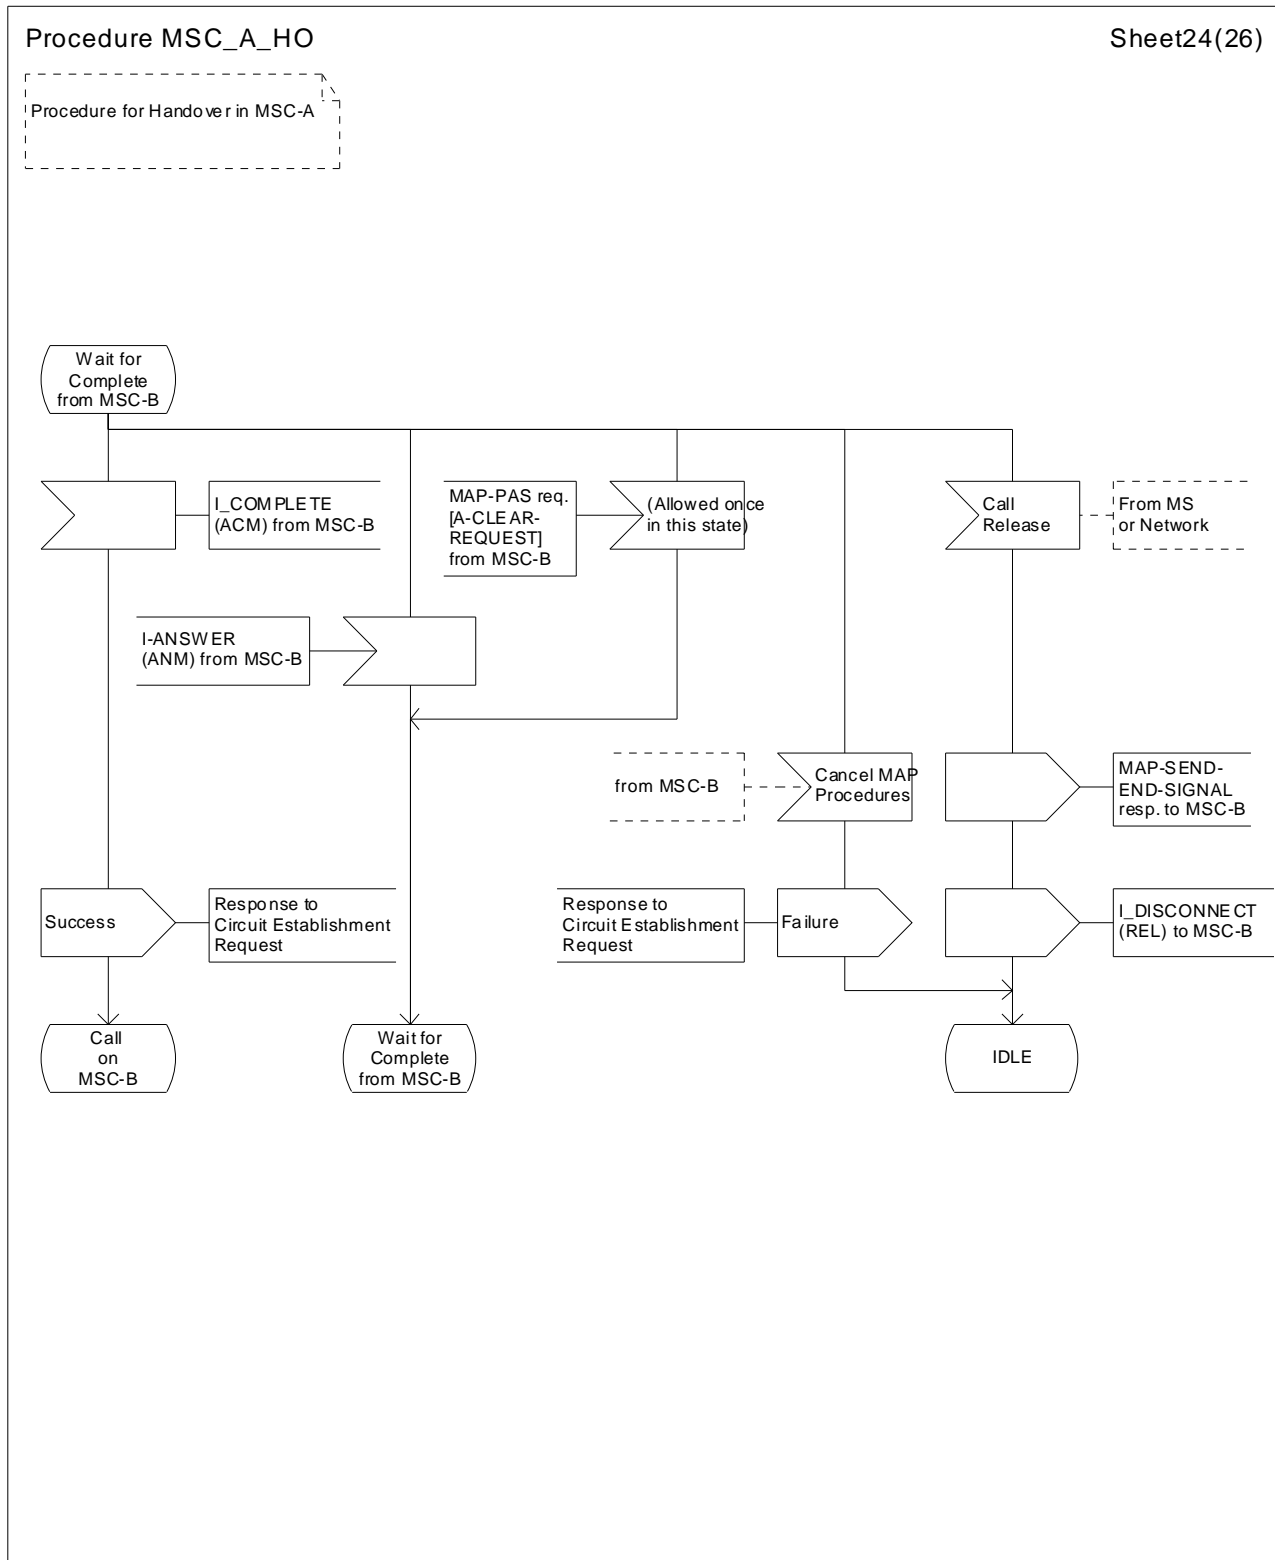 Procedure MSC_A_HO
Sheet24(26)
Procedure for Handover in MSC-A
Wait for
Complete
from MSC-B
I_COMPLETE
(ACM) from MSC-B
MAP-PAS req.
[A-CLEAR-
REQUEST]
from MSC-B
(Allowed once
in this state)
Call
Release
From MS
or Network
I-ANSWER
(ANM) from MSC-B
from MSC-B
Cancel MAP
Procedures
MAP-SEND-
END-SIGNAL
resp. to MSC-B
Success
Response to
Circuit Establishment
Request
Response to
Circuit Establishment
Request
Failure
I_DISCONNECT
(REL) to MSC-B
Call
on
MSC-B
Wait for
Complete
from MSC-B
IDLE